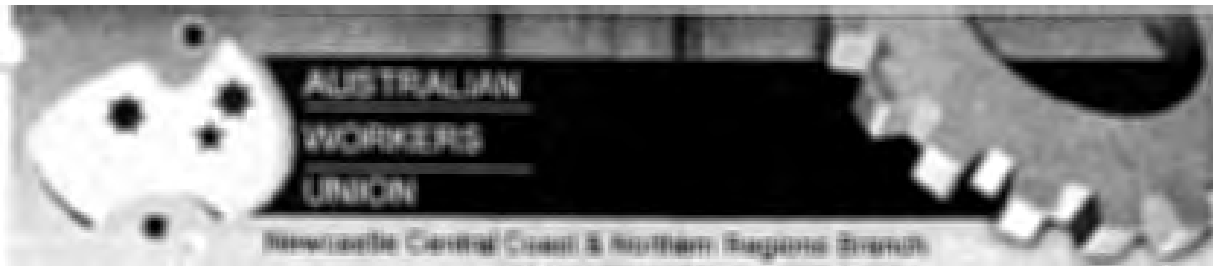 AUSTRALIAN
WORKERS
UNION
Newcastle Central Coast & Northern Regions Branch